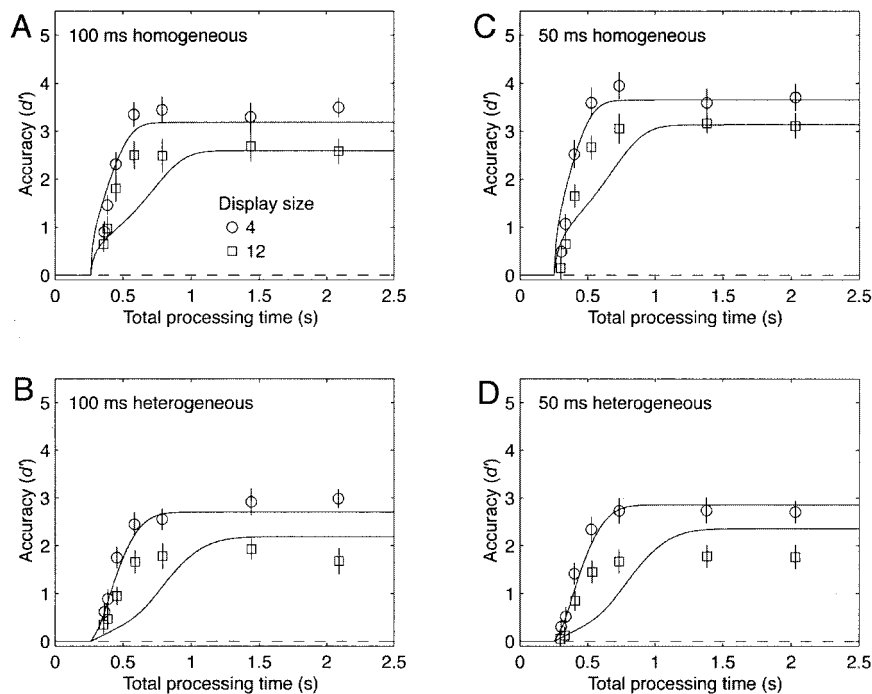 A
100 ms homogeneous
Accuracy (d')
5
4
3
2
1
0
Display size
4
12
0 0.5 1 1.5 2 2.5
Total processing time (s)
C
50 ms homogeneous
Accuracy (d')
5
4
3
2
1
0
0 0.5 1 1.5 2 2.5
Total processing time (s)
B
100 ms heterogeneous
Accuracy (d')
5
4
3
2
1
0
0 0.5 1 1.5 2 2.5
Total processing time (s)
D
50 ms heterogeneous
Accuracy (d')
5
4
3
2
1
0
0 0.5 1 1.5 2 2.5
Total processing time (s)